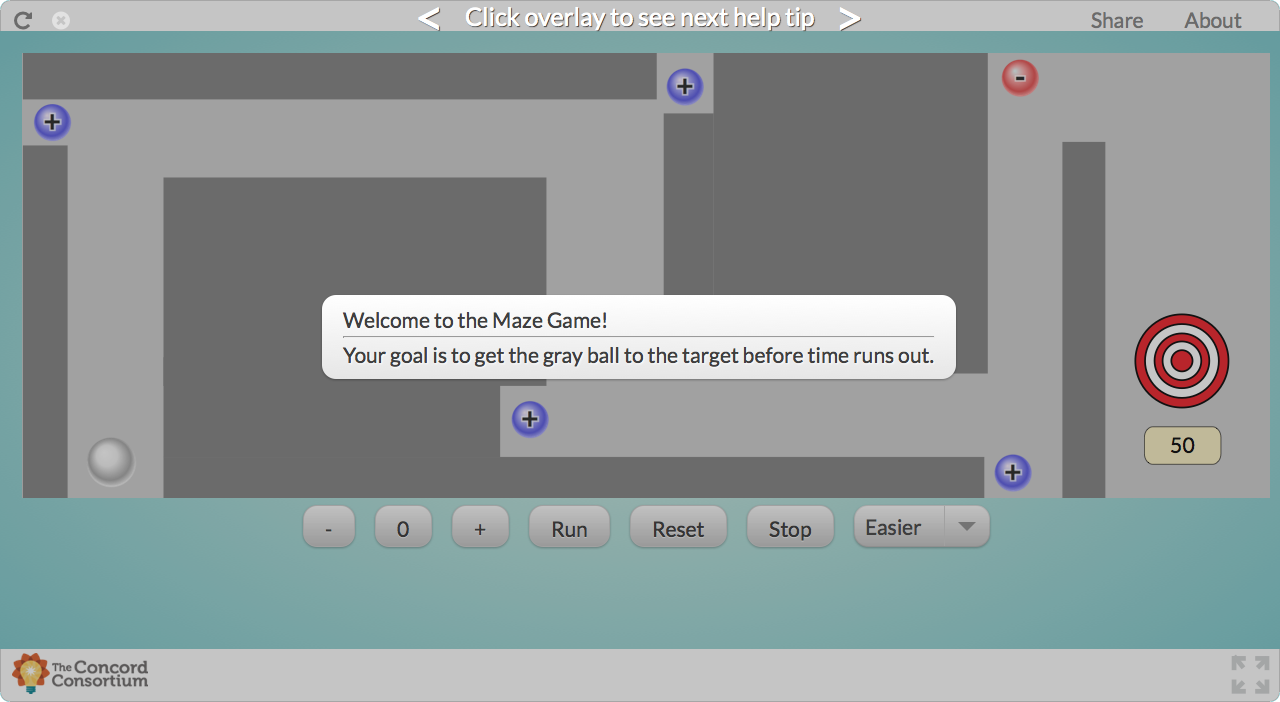 < Click overlay to see next help tip >
Share About
+
+
-
Welcome to the Maze Game!
Your goal is to get the gray ball to the target before time runs out.
+
50
+
- 0 + Run Reset Stop Easier
The Concord
Consortium